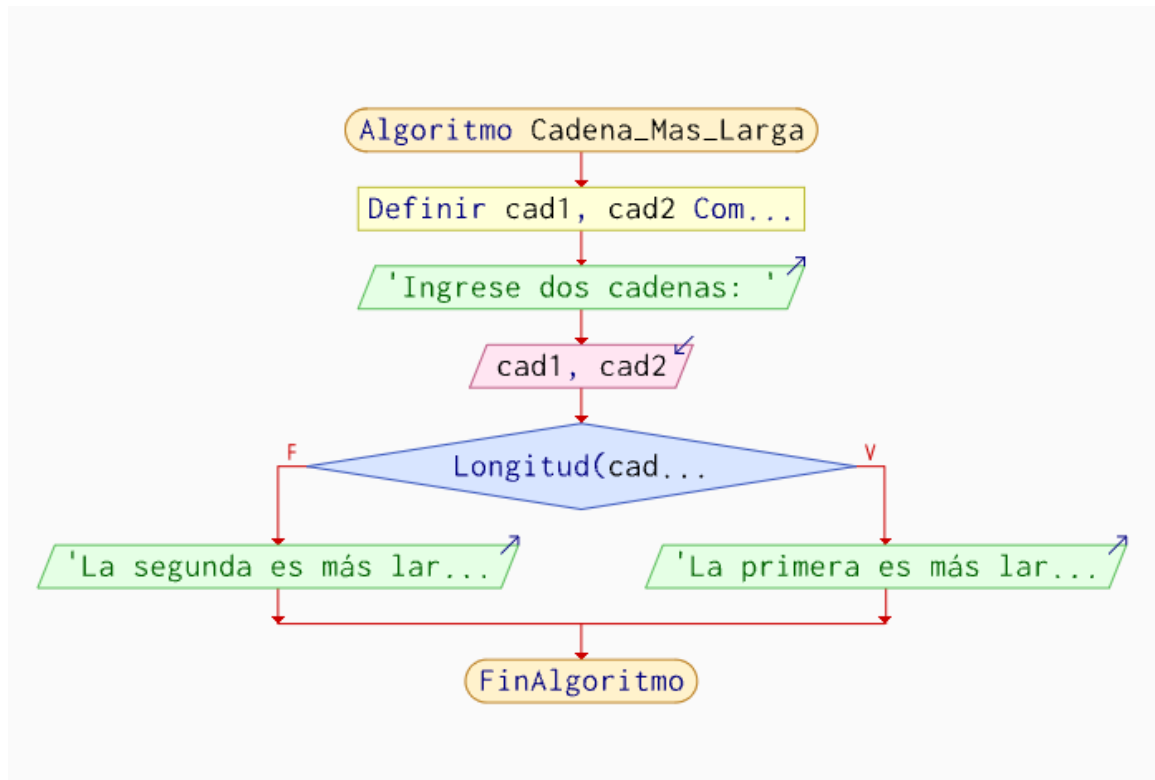 Algoritmo Cadena_Mas_Larga
Definir cad1, cad2 Com...
'Ingrese dos cadenas: '
cad1, cad2
F
V
Longitud(cad...
'La segunda es más lar...
'La primera es más lar...
FinAlgoritmo